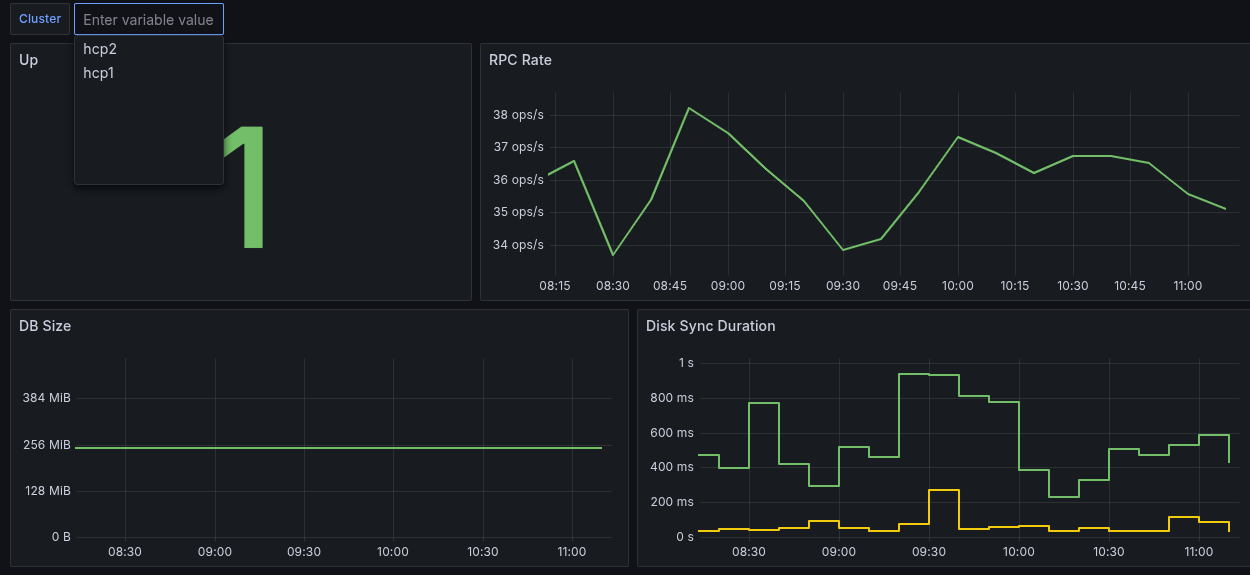 Cluster
Enter variable value
hcp2
hcp1
Up
1
RPC Rate
38 ops/s
37 ops/s
36 ops/s
35 ops/s
34 ops/s
08:15 08:30 08:45 09:00 09:15 09:30 09:45 10:00 10:15 10:30 10:45 11:00
DB Size
384 MiB
256 MiB
128 MiB
0 B
08:30 09:00 09:30 10:00 10:30 11:00
Disk Sync Duration
1 s
800 ms
600 ms
400 ms
200 ms
0 s
08:30 09:00 09:30 10:00 10:30 11:00